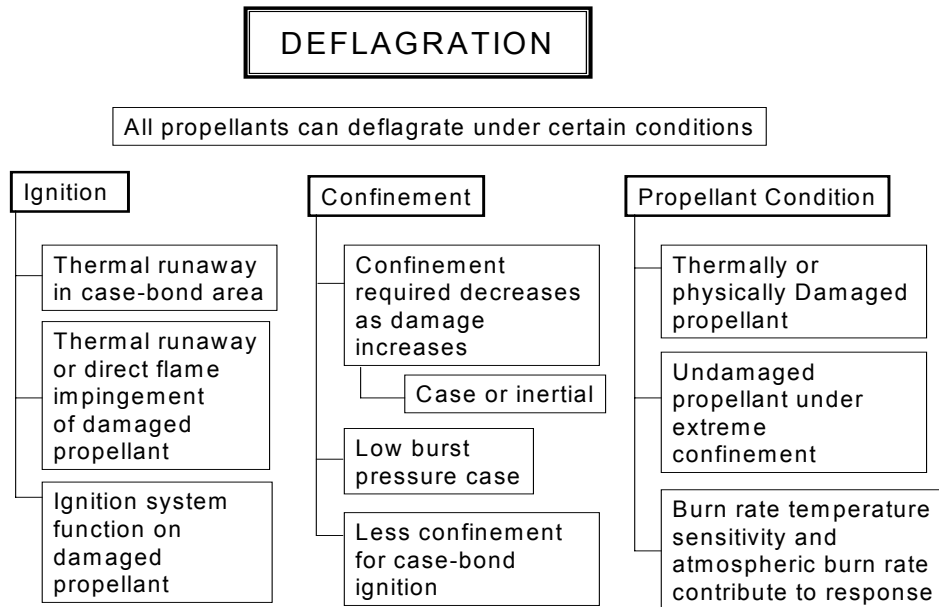 DEFLAGRATION
All propellants can deflagrate under certain conditions
Ignition
Thermal runaway
in case-bond area
Thermal runaway
or direct flame
impingement
of damaged
propellant
Ignition system
function on
damaged
propellant
Confinement
Confinement
required decreases
as damage
increases
Case or inertial
Low burst
pressure case
Less confinement
for case-bond
ignition
Propellant Condition
Thermally or
physically Damaged
propellant
Undamaged
propellant under
extreme
confinement
Burn rate temperature
sensitivity and
atmospheric burn rate
contribute to response